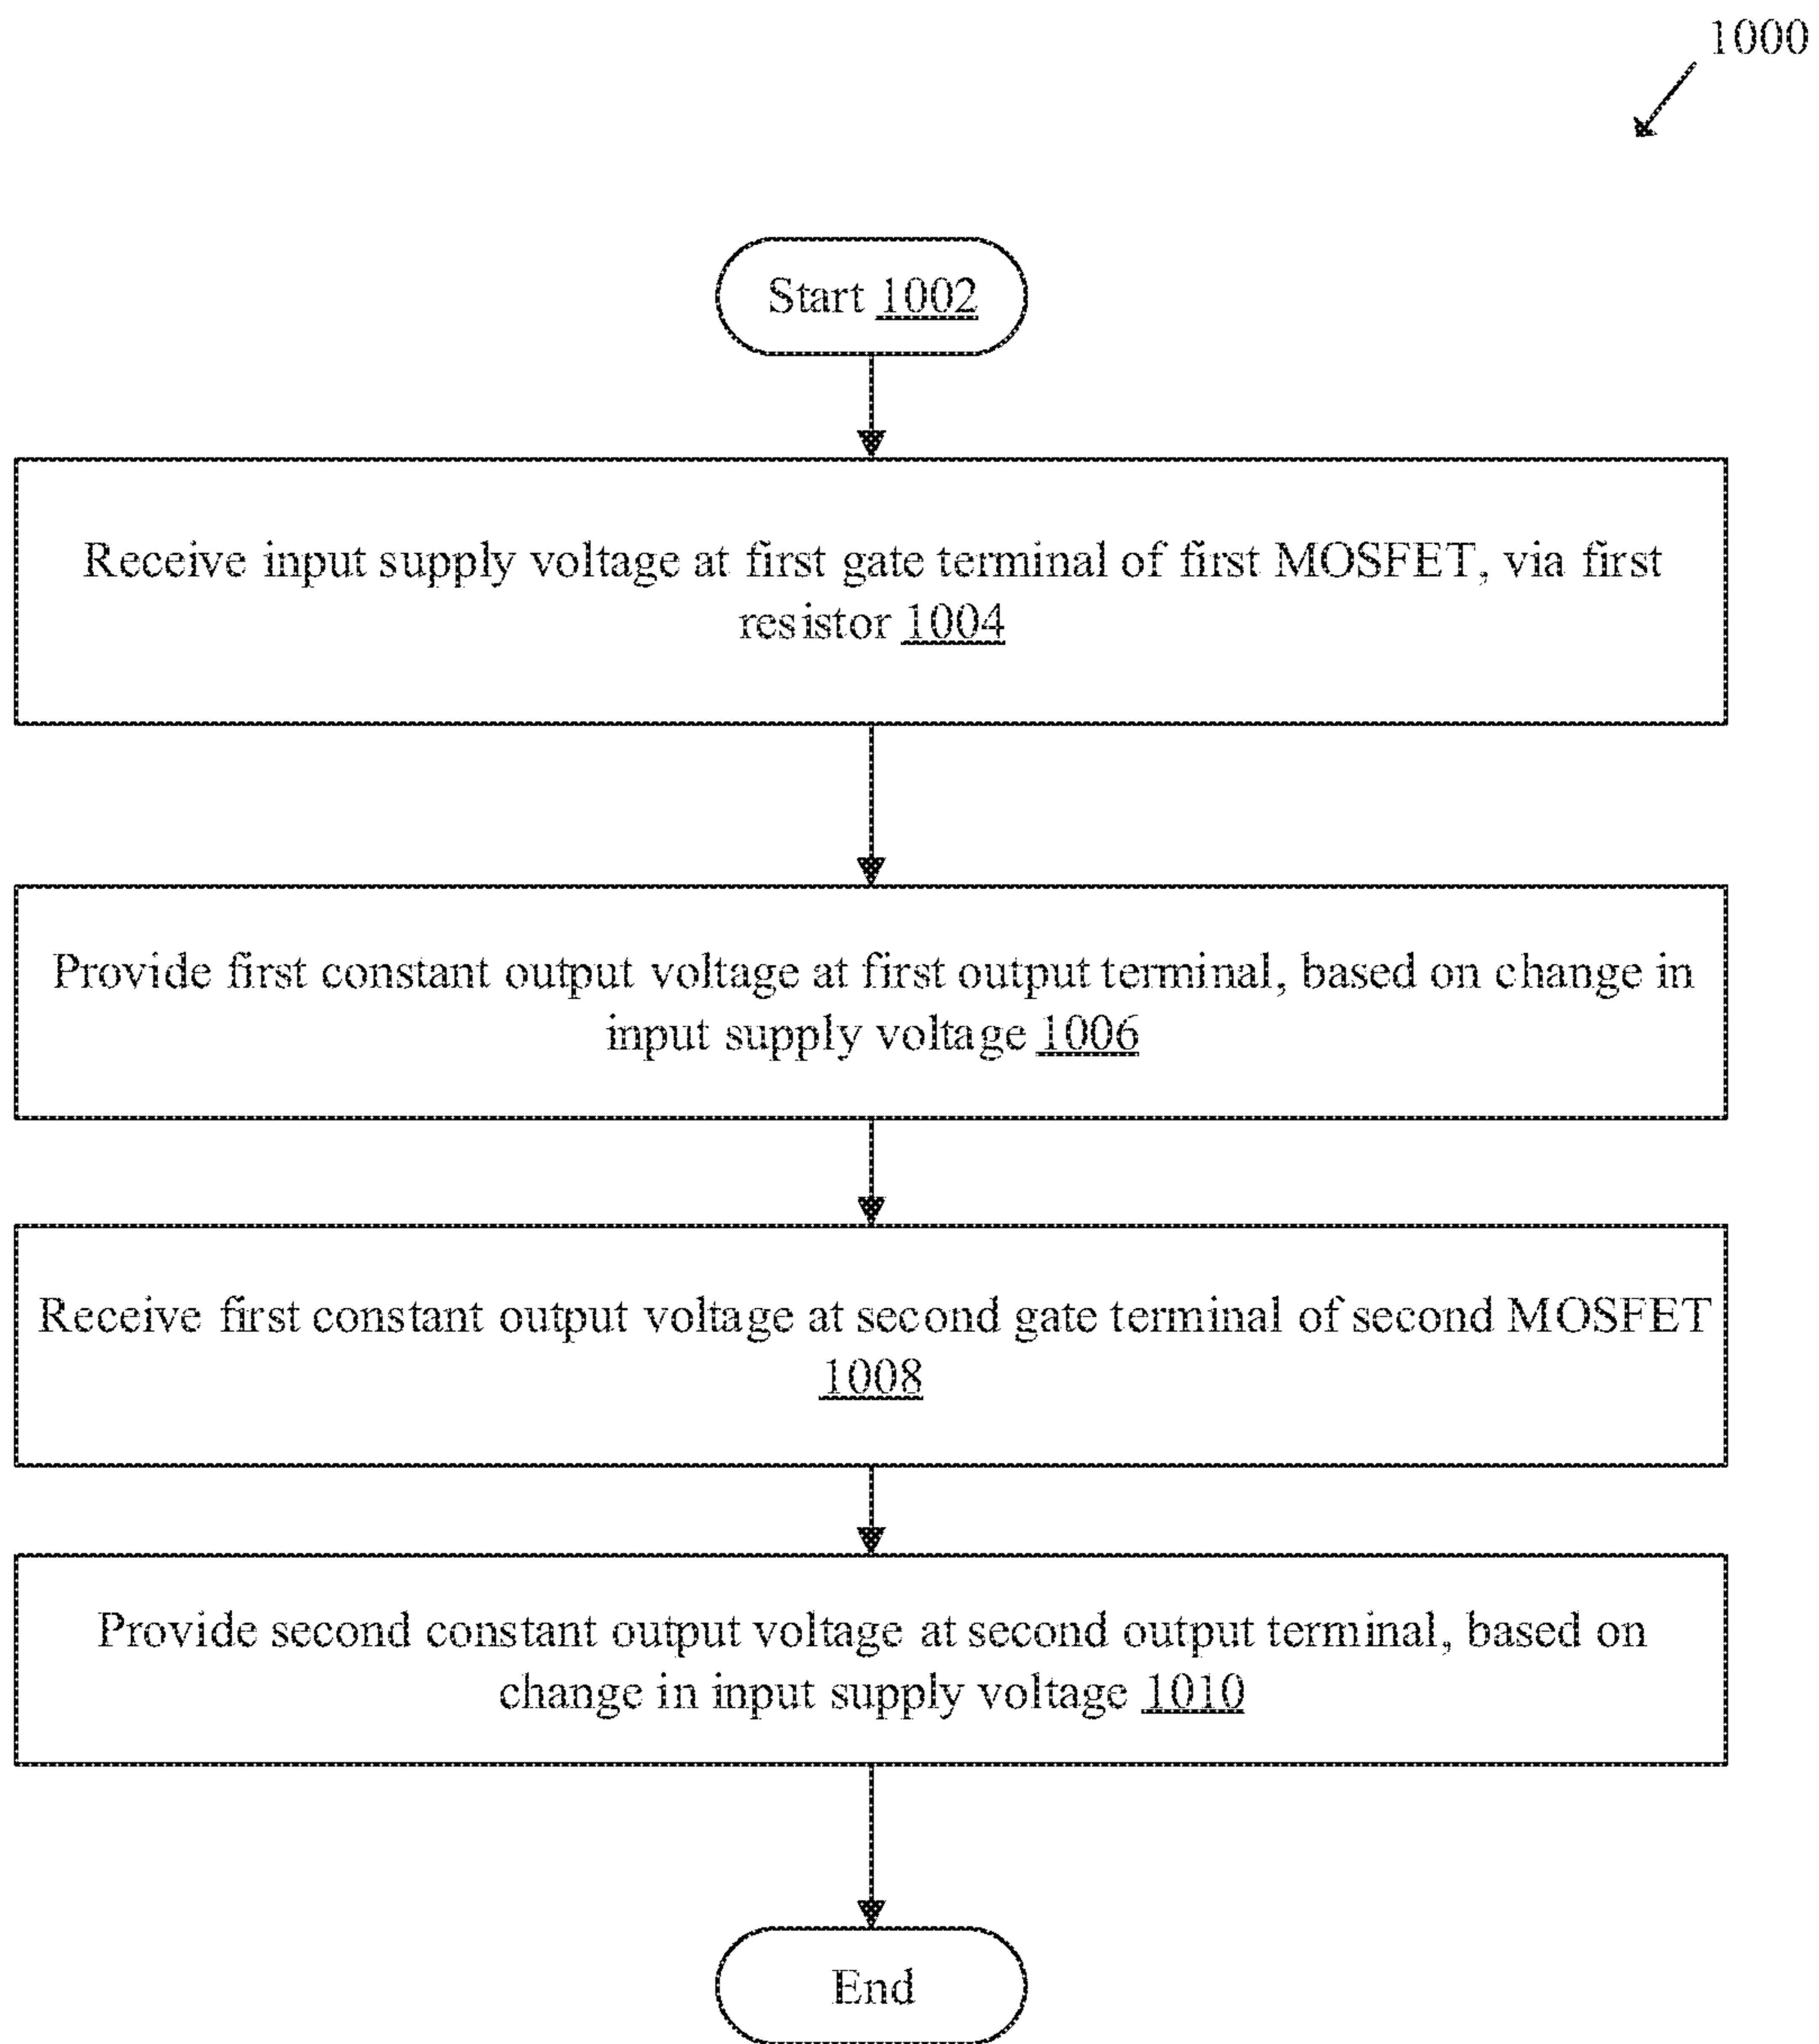 1000
Start 1002
Receive input supply voltage at first gate terminal of first MOSFET, via first
resistor 1004
Provide first constant output voltage at first output terminal, based on change in
input supply voltage 1006
Receive first constant output voltage at second gate terminal of second MOSFET
1008
Provide second constant output voltage at second output terminal, based on
change in input supply voltage 1010
End